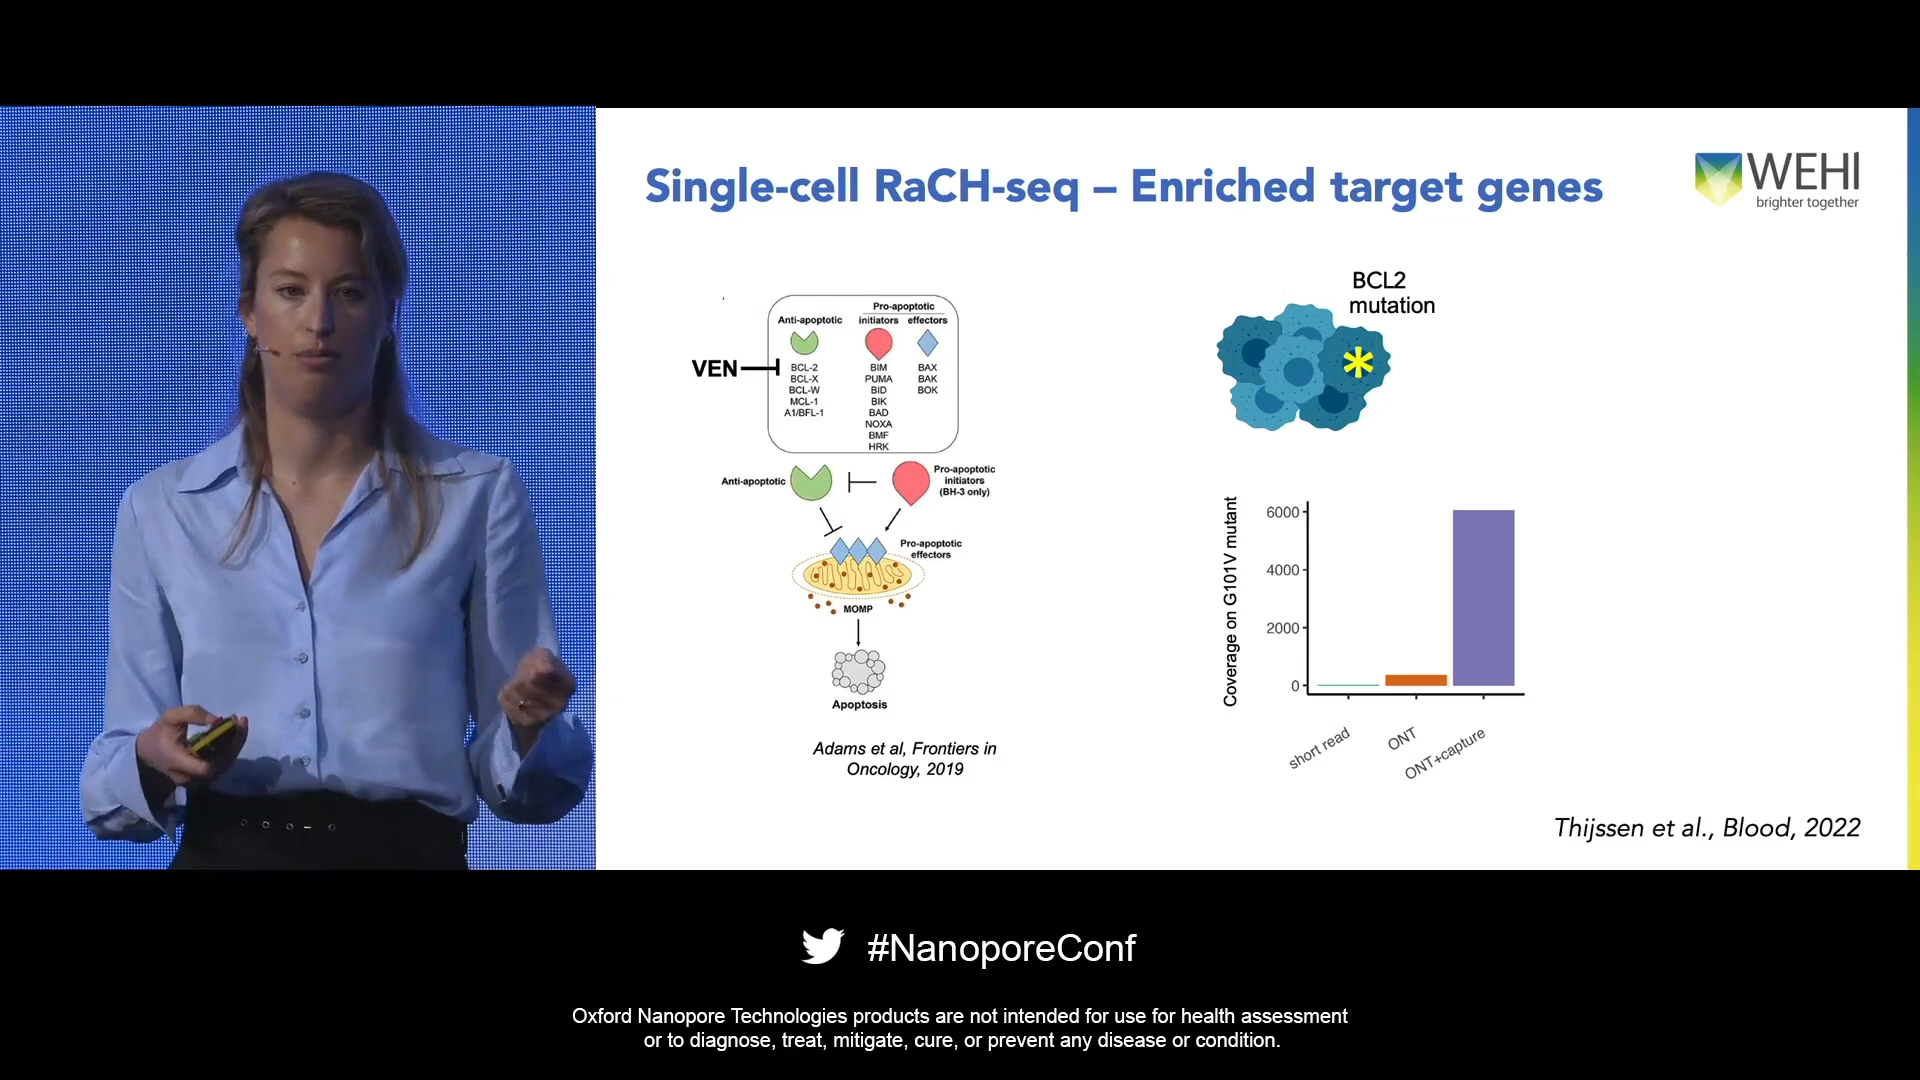 Single-cell RaCH-seq – Enriched target genes
WEHI
brighter together
Pro-apoptotic
Anti-apoptotic
initiators
effectors
VEN
BCL-2
BCL-X
BCL-W
MCL-1
A1/BFL-1
BIM
PUMA
BID
BIK
BAD
NOXA
BMF
HRK
BAX
BAK
BOK
Anti-apoptotic
Pro-apoptotic
initiators
(BH-3 only)
Pro-apoptotic
effectors
MOMP
Apoptosis
Adams et al, Frontiers in
Oncology, 2019
BCL2
mutation
*
Coverage on G101V mutant
6000
4000
2000
0
short read
ONT
ONT+capture
Thijssen et al., Blood, 2022
#NanoporeConf
Oxford Nanopore Technologies products are not intended for use for health assessment
or to diagnose, treat, mitigate, cure, or prevent any disease or condition.